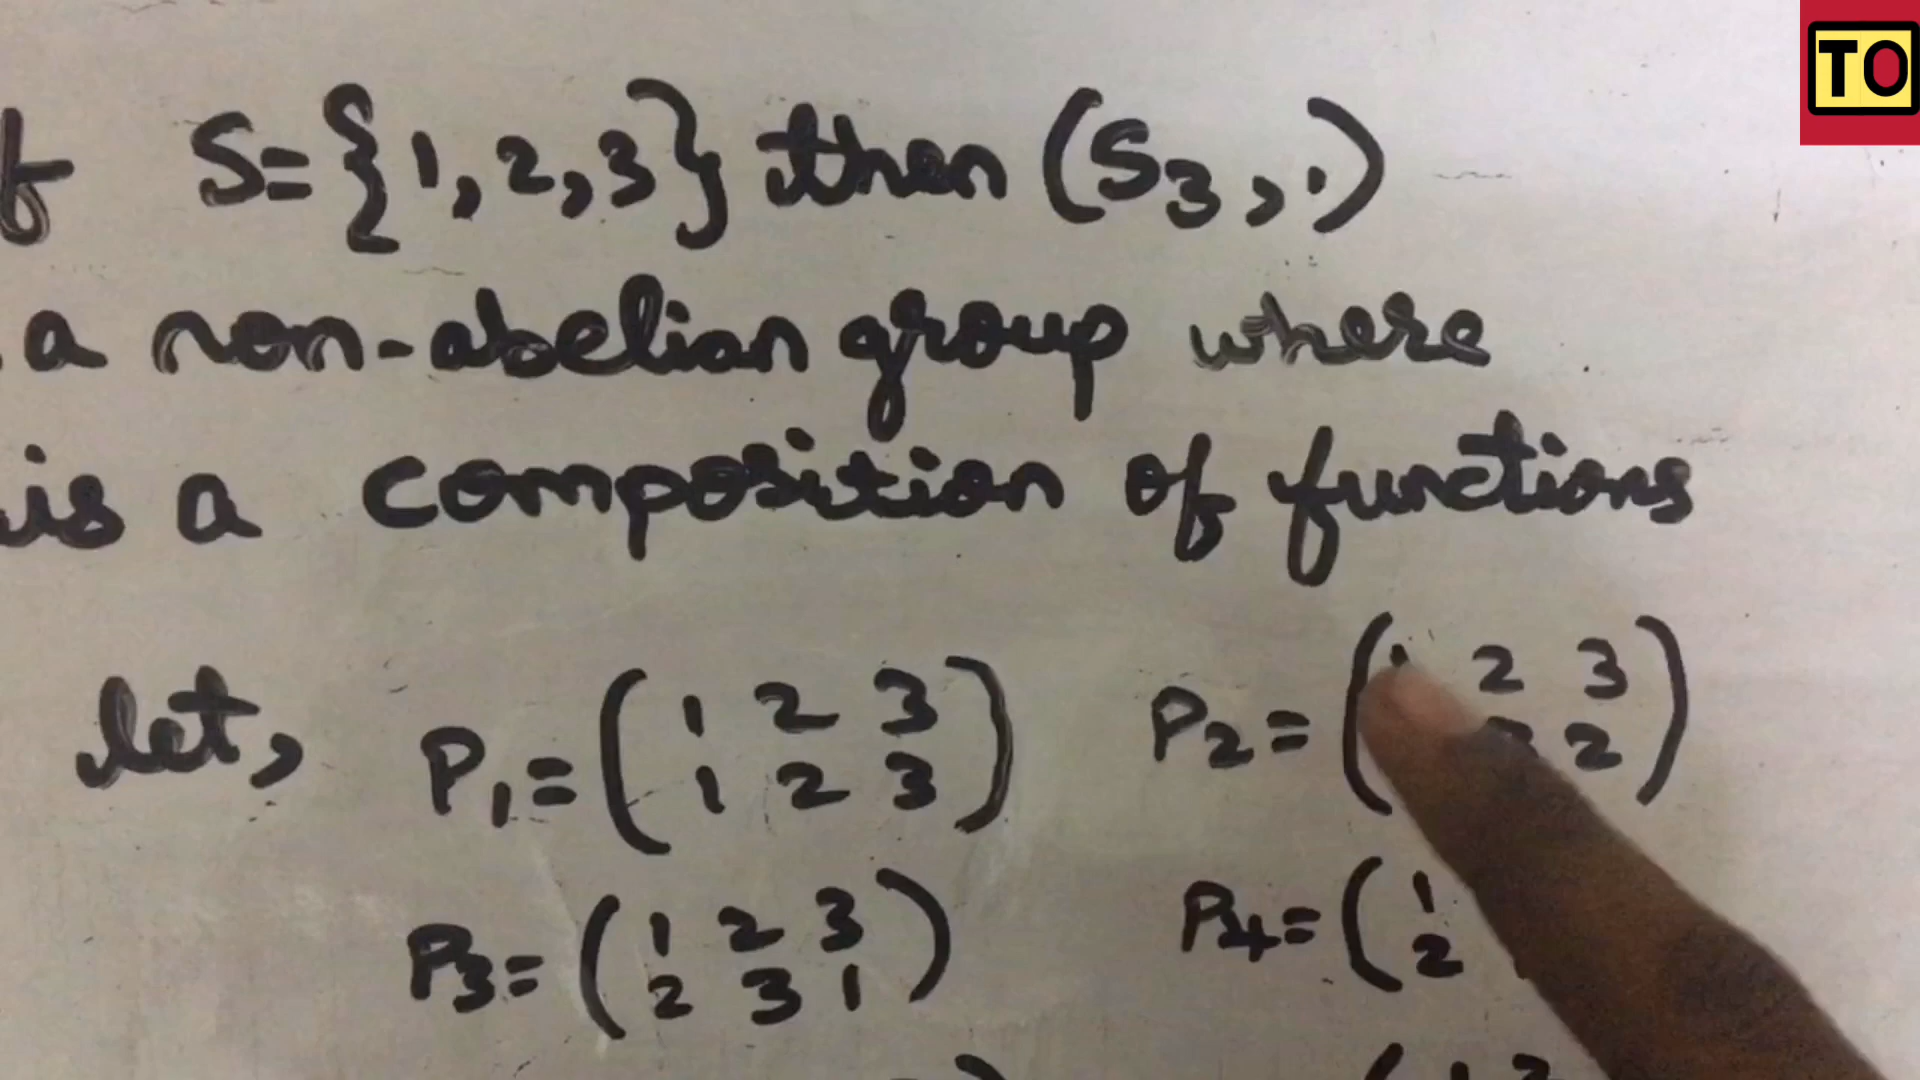 TO
S={1,2,3} then (S3,.)
a non-abelian group where
is a composition of functions
let, P1=(1 2 3
1 2 3) P2=(1 2 3
2)
P3=(1 2 3
2 3 1) P4=(1
2